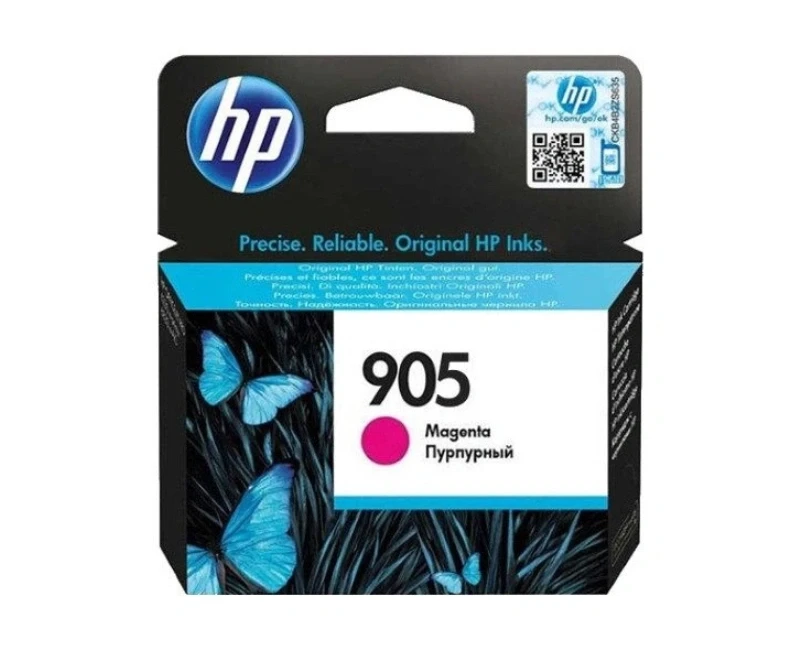 hp
hp
hp.com/go/ok
CKB4B2ZS635
Precise. Reliable. Original HP Inks.
Original HP Tinten. Original gut.
Précises et fiables, ce sont les encres d'origine HP.
Precisi. Di qualità. Inchiostri Originali HP.
Precies. Betrouwbaar. Originele HP inkt.
Точность. Надёжность. Оригинальные чернила HP
905
Magenta
Пурпурный